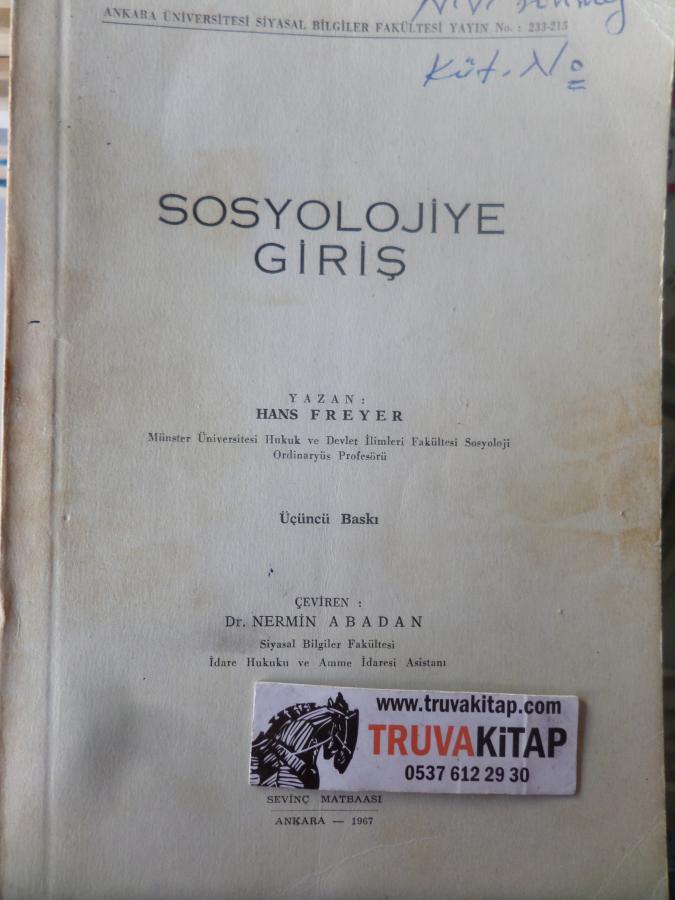 ANKARA ÜNİVERSİTESİ SİYASAL BİLGİLER FAKÜLTESİ YAYIN No. : 233-215
Küt. No
SOSYOLOJİYE
GİRİŞ
YAZAN :
HANS FREYER
Münster Üniversitesi Hukuk ve Devlet İlimleri Fakültesi Sosyoloji
Ordinaryüs Profesörü
Üçüncü Baskı
ÇEVİREN :
Dr. NERMİN ABADAN
Siyasal Bilgiler Fakültesi
İdare Hukuku ve Amme İdaresi Asistanı
www.truvakitap.com
TRUVAKiTAP
0537 612 29 30
SEVİNÇ MATBAASI
ANKARA — 1967